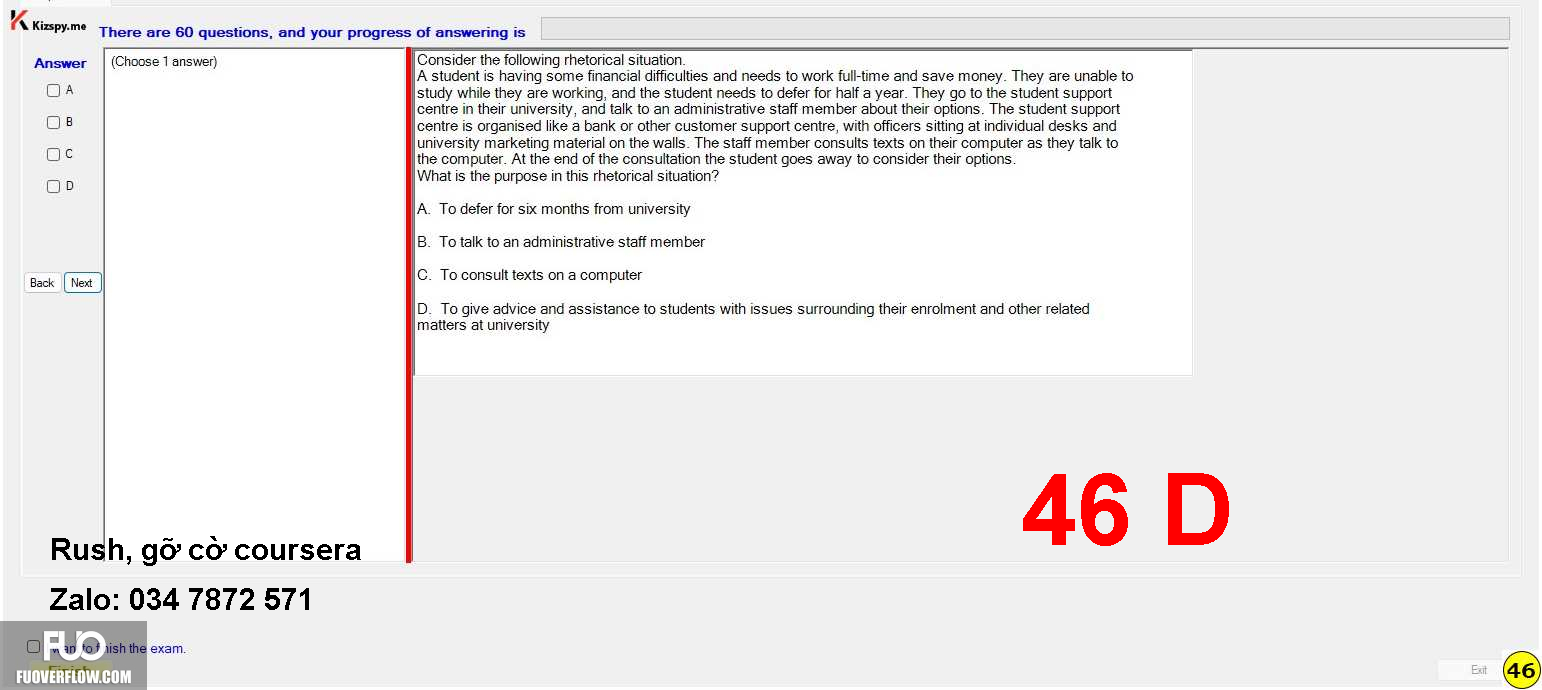 Kizspy.me
There are 60 questions, and your progress of answering is
Answer
A
B
C
D
Back
Next
(Choose 1 answer)
Consider the following rhetorical situation.
A student is having some financial difficulties and needs to work full-time and save money. They are unable to
study while they are working, and the student needs to defer for half a year. They go to the student support
centre in their university, and talk to an administrative staff member about their options. The student support
centre is organised like a bank or other customer support centre, with officers sitting at individual desks and
university marketing material on the walls. The staff member consults texts on their computer as they talk to
the computer. At the end of the consultation the student goes away to consider their options.
What is the purpose in this rhetorical situation?
A. To defer for six months from university
B. To talk to an administrative staff member
C. To consult texts on a computer
D. To give advice and assistance to students with issues surrounding their enrolment and other related
matters at university
46 D
Rush, gỡ cờ coursera
Zalo: 034 7872 571
want to finish the exam.
Finish
FUO
FUOVERFLOW.COM
Exit
46